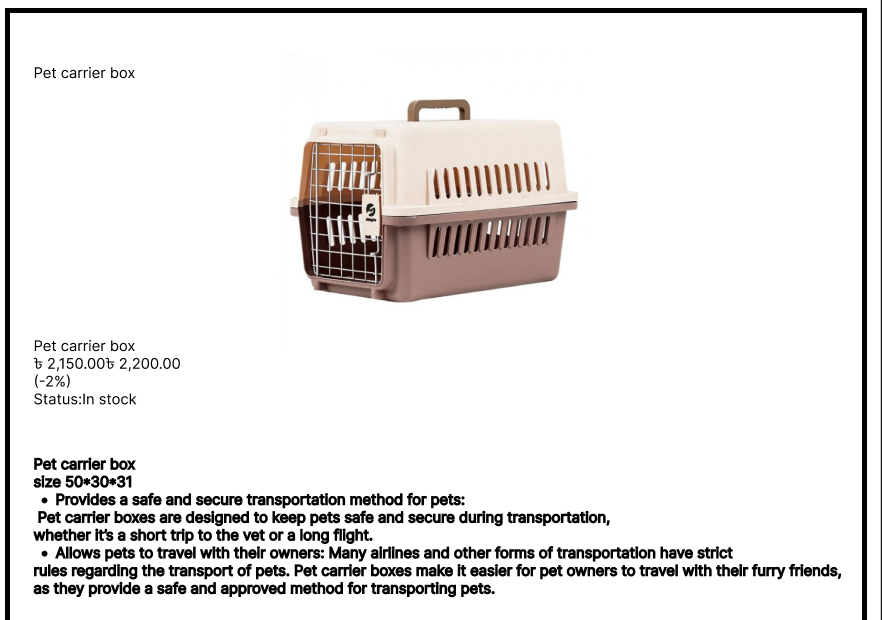 Pet carrier box
Pet carrier box
৳ 2,150.00৳ 2,200.00
(-2%)
Status:In stock
Pet carrier box
size 50*30*31
• Provides a safe and secure transportation method for pets:
Pet carrier boxes are designed to keep pets safe and secure during transportation,
whether it's a short trip to the vet or a long flight.
• Allows pets to travel with their owners: Many airlines and other forms of transportation have strict
rules regarding the transport of pets. Pet carrier boxes make it easier for pet owners to travel with their furry friends,
as they provide a safe and approved method for transporting pets.